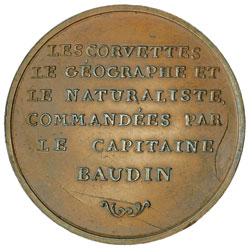 LES CORVETTES
LE GÉOGRAPHE ET
LE NATURALISTE,
COMMANDÉES PAR
LE CAPITAINE
BAUDIN